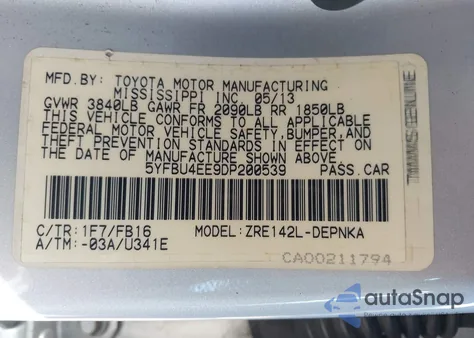 MFD.BY: TOYOTA MOTOR MANUFACTURING
MISSISSIPPI INC. 05/13
GVWR 3840LB GAWR FR 2090LB RR 1850LB
THIS VEHICLE CONFORMS TO ALL APPLICABLE
FEDERAL MOTOR VEHICLE SAFETY,BUMPER,AND
THEFT PREVENTION STANDARDS IN EFFECT ON
THE DATE OF MANUFACTURE SHOWN ABOVE.
5YFBU4EE9DP200539 PASS.CAR
C/TR:1F7/FB16 MODEL:ZRE142L-DEPNKA
A/TM:-03A/U341E
CA00211794
autoSnap